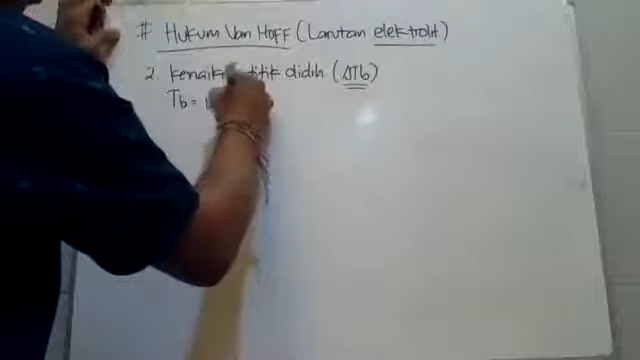 # Hukum Van Hoff (Larutan elektrolit)
2. kenaik titik didih (ΔTb)
Tb =